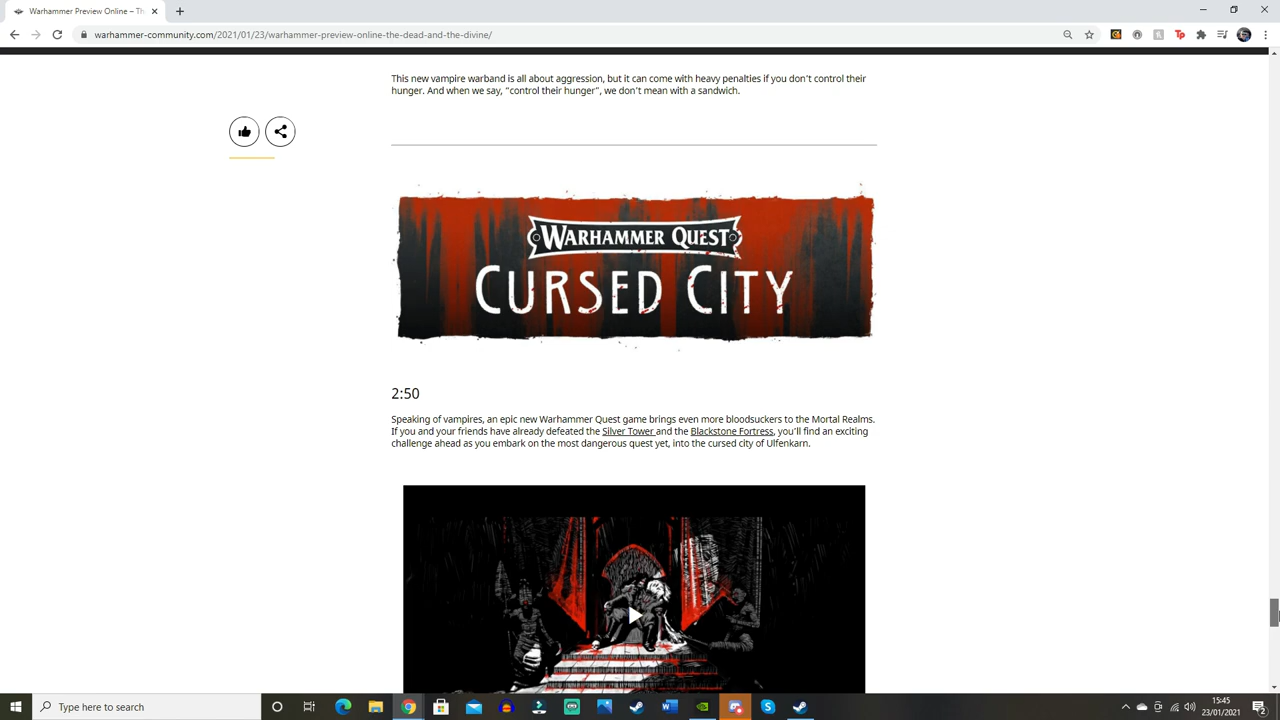 Warhammer Preview Online – Th
warhammer-community.com/2021/01/23/warhammer-preview-online-the-dead-and-the-divine/
This new vampire warband is all about aggression, but it can come with heavy penalties if you don't control their
hunger. And when we say, "control their hunger", we don't mean with a sandwich.
WARHAMMER QUEST
CURSED CITY
2:50
Speaking of vampires, an epic new Warhammer Quest game brings even more bloodsuckers to the Mortal Realms.
If you and your friends have already defeated the Silver Tower and the Blackstone Fortress, you'll find an exciting
challenge ahead as you embark on the most dangerous quest yet, into the cursed city of Ulfenkarn.
Type here to search
15:45
23/01/2021
2